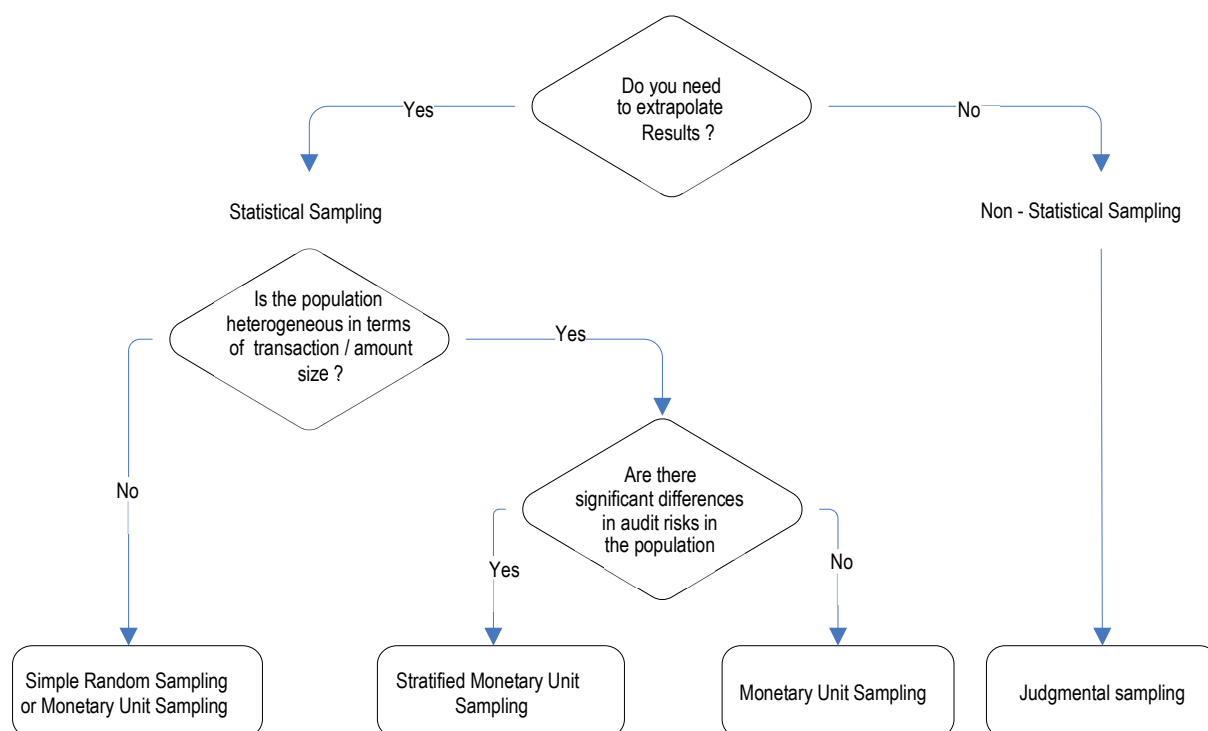 Do you need
to extrapolate
Results ?
Yes
No
Statistical Sampling
Non - Statistical Sampling
Is the population
heterogeneous in terms
of transaction / amount
size ?
Yes
No
Are there
significant differences
in audit risks in
the population
Yes
No
Simple Random Sampling
or Monetary Unit Sampling
Stratified Monetary Unit
Sampling
Monetary Unit Sampling
Judgmental sampling